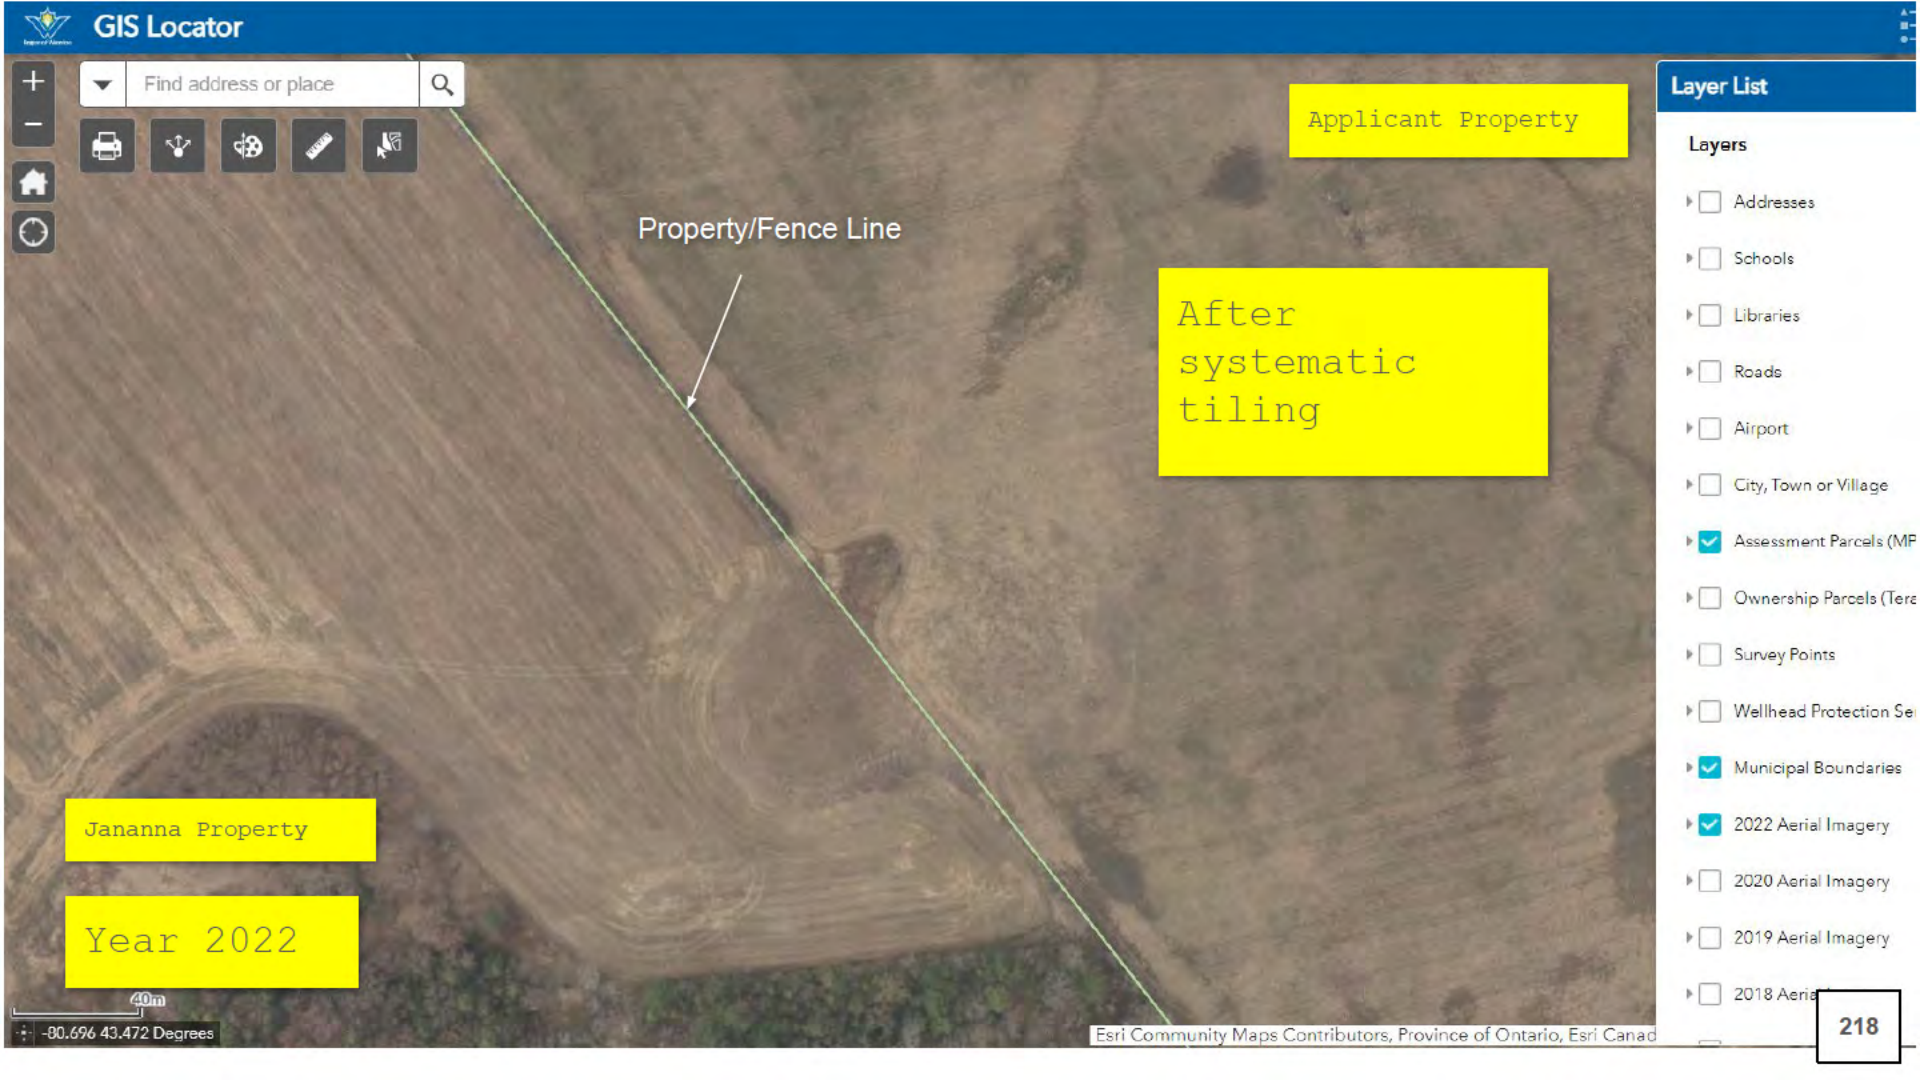 GIS Locator
Find address or place
Applicant Property
Property/Fence Line
After
systematic
tiling
Jananna Property
Year 2022
40m
-80.696 43.472 Degrees
Esri Community Maps Contributors, Province of Ontario, Esri Canad
Layer List
Layers
Addresses
Schools
Libraries
Roads
Airport
City, Town or Village
Assessment Parcels (MP
Ownership Parcels (Tera
Survey Points
Wellhead Protection Se
Municipal Boundaries
2022 Aerial Imagery
2020 Aerial Imagery
2019 Aerial Imagery
2018 Aeria
218